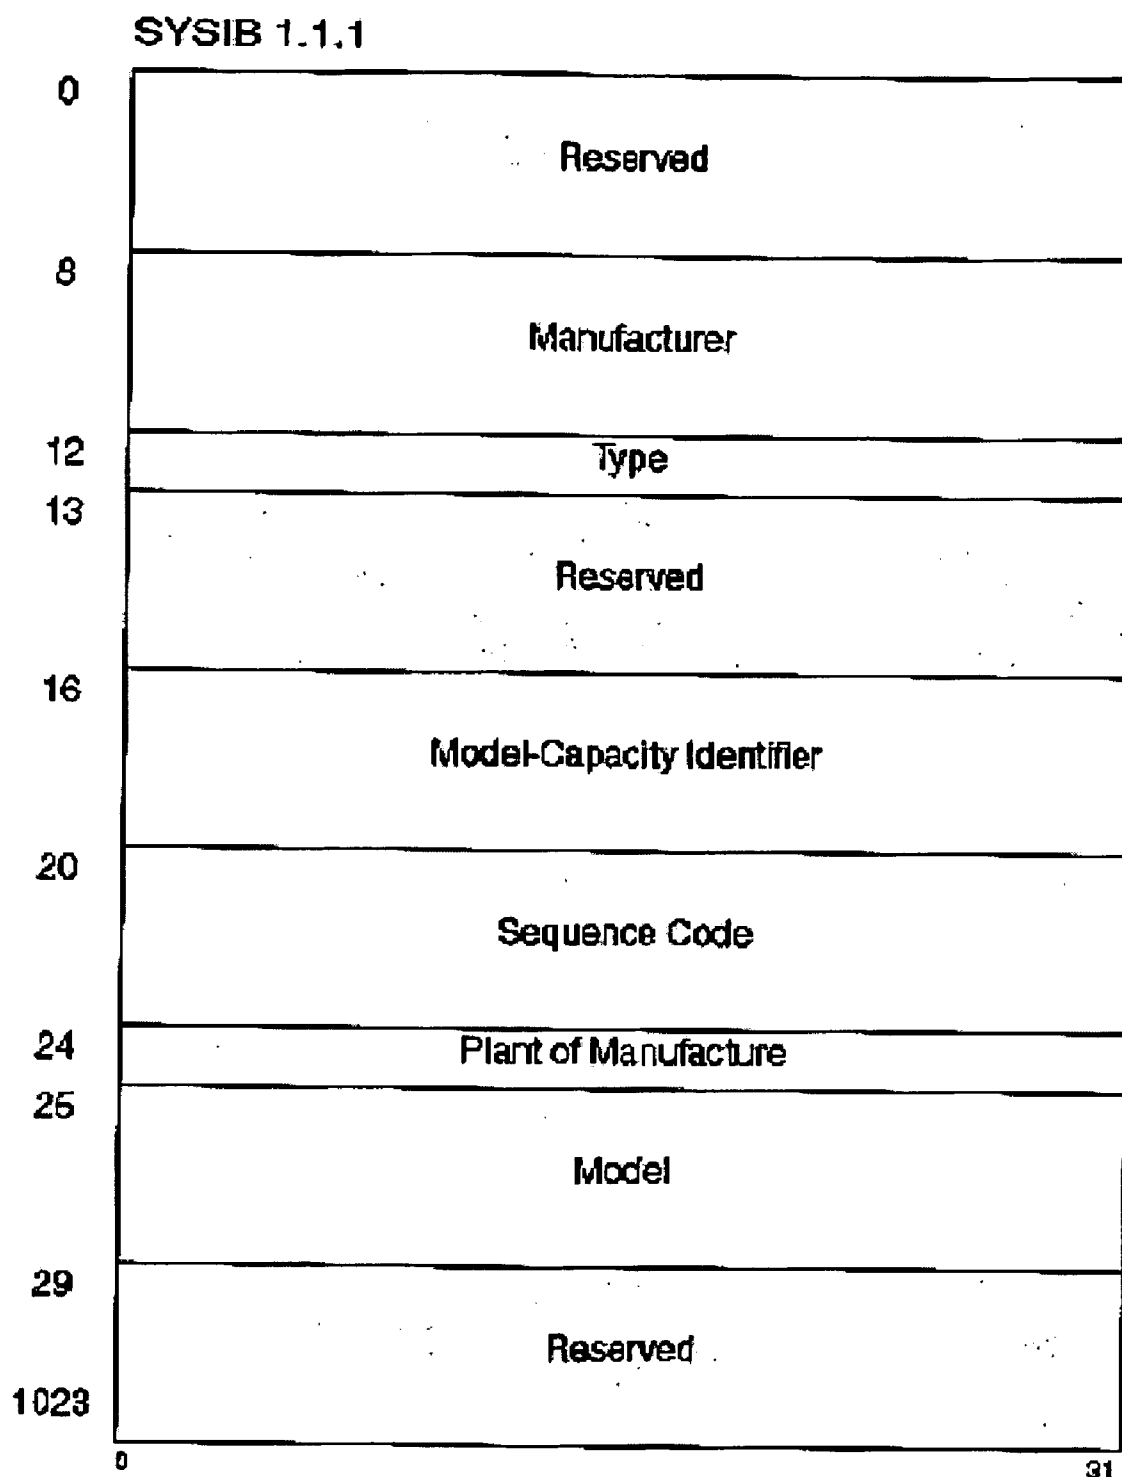 SYSIB 1.1.1
0
Reserved
8
Manufacturer
12
Type
13
Reserved
16
Model-Capacity Identifier
20
Sequence Code
24
Plant of Manufacture
25
Model
29
Reserved
1023
0 31